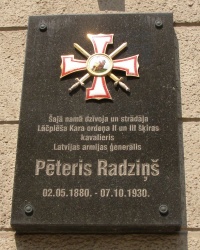 Šajā namā dzīvoja un strādāja
Lāčplēša Kara ordeņa II un III šķiras
kavalieris
Latvijas armijas ģenerālis
Pēteris Radziņš
02.05.1880. - 07.10.1930.